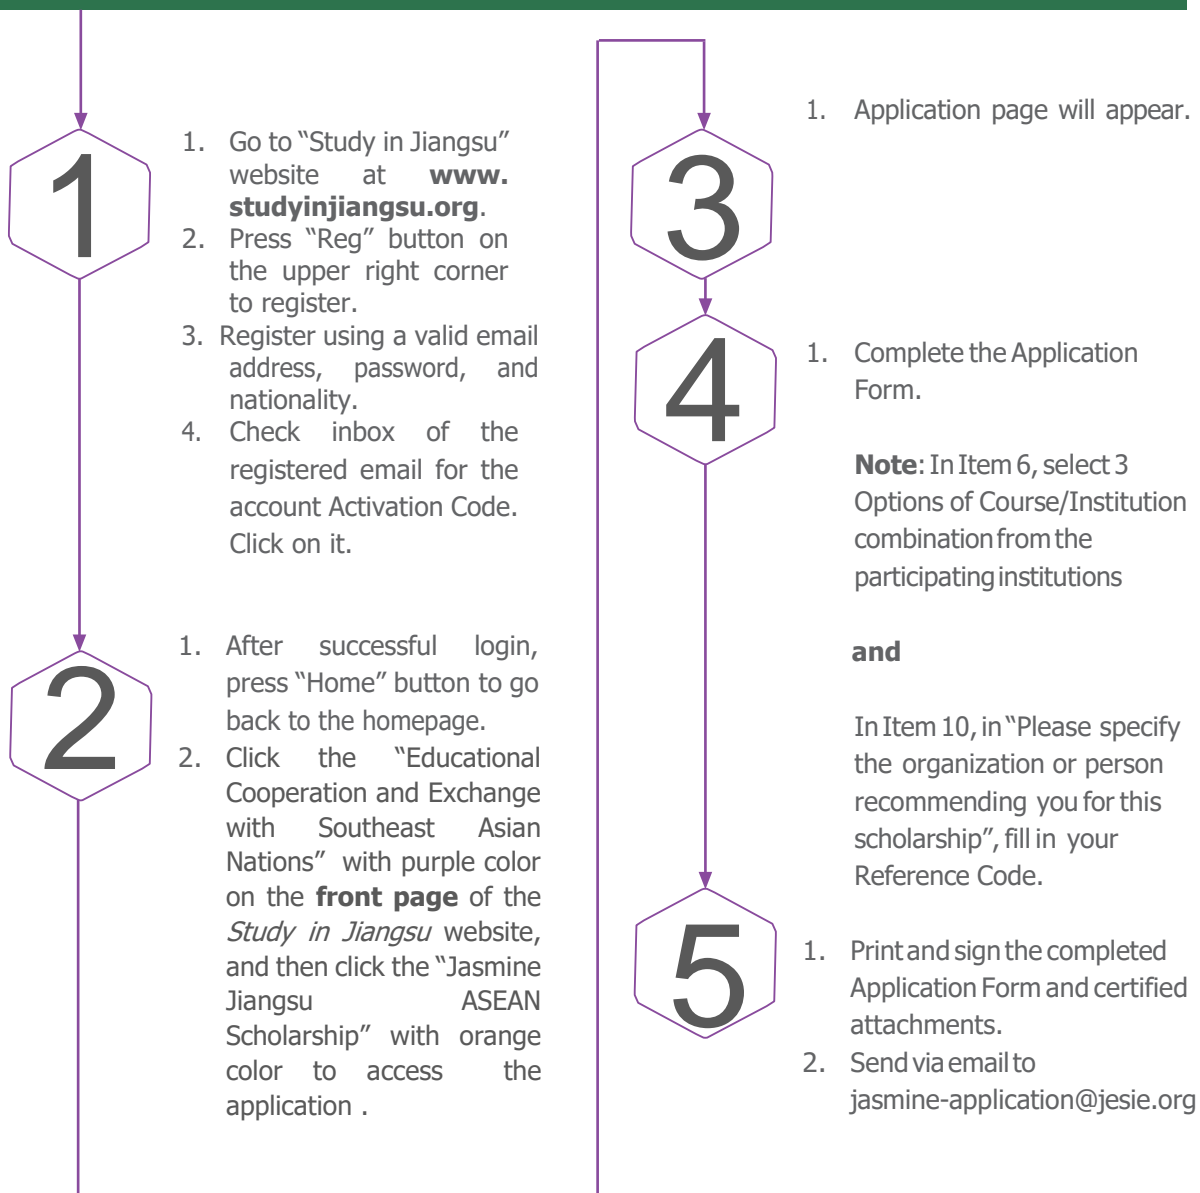 1
1. Go to “Study in Jiangsu”
website at www.
studyinjiangsu.org.
2. Press “Reg” button on
the upper right corner
to register.
3. Register using a valid email
address, password, and
nationality.
4. Check inbox of the
registered email for the
account Activation Code.
Click on it.
2
1. After successful login,
press “Home” button to go
back to the homepage.
2. Click the “Educational
Cooperation and Exchange
with Southeast Asian
Nations” with purple color
on the front page of the
Study in Jiangsu website,
and then click the “Jasmine
Jiangsu ASEAN
Scholarship” with orange
color to access the
application .
3
1. Application page will appear.
4
1. Complete the Application
Form.
Note: In Item 6, select 3
Options of Course/Institution
combination from the
participating institutions
and
In Item 10, in “Please specify
the organization or person
recommending you for this
scholarship”, fill in your
Reference Code.
5
1. Print and sign the completed
Application Form and certified
attachments.
2. Send via email to
jasmine-application@jesie.org